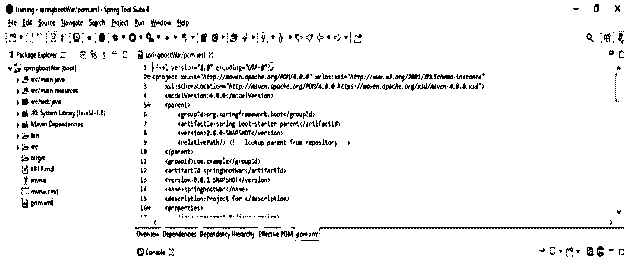 training - springbootWar/pom.xml - Spring Tool Suite 4
File Edit Source Navigate Search Project Run Window Help
Package Explorer
springbootWar/pom.xml
springbootWar [boot]
src/main/java
src/main/resources
src/test/java
JRE System Library [JavaSE-1.8]
Maven Dependencies
bin
src
target
HELP.md
mvnw
mvnw.cmd
pom.xml
1 <?xml version="1.0" encoding="UTF-8"?>
2 <project xmlns="http://maven.apache.org/POM/4.0.0" xmlns:xsi="http://www.w3.org/2001/XMLSchema-instance"
3 xsi:schemaLocation="http://maven.apache.org/POM/4.0.0 https://maven.apache.org/xsd/maven-4.0.0.xsd">
4 <modelVersion>4.0.0</modelVersion>
5 <parent>
6 <groupId>org.springframework.boot</groupId>
7 <artifactId>spring-boot-starter-parent</artifactId>
8 SNAPSHOT</version>
9 <relativePath/> <!-- lookup parent from repository -->
10 </parent>
11 <groupId>com.example</groupId>
12 <artifactId>springbootWar</artifactId>
13 <version>0.0.1-SNAPSHOT</version>
14 <name>springbootWar</name>
15 <description>Project for </description>
16 <properties>
17
Overview Dependencies Dependency Hierarchy Effective POM pom.xml
Console